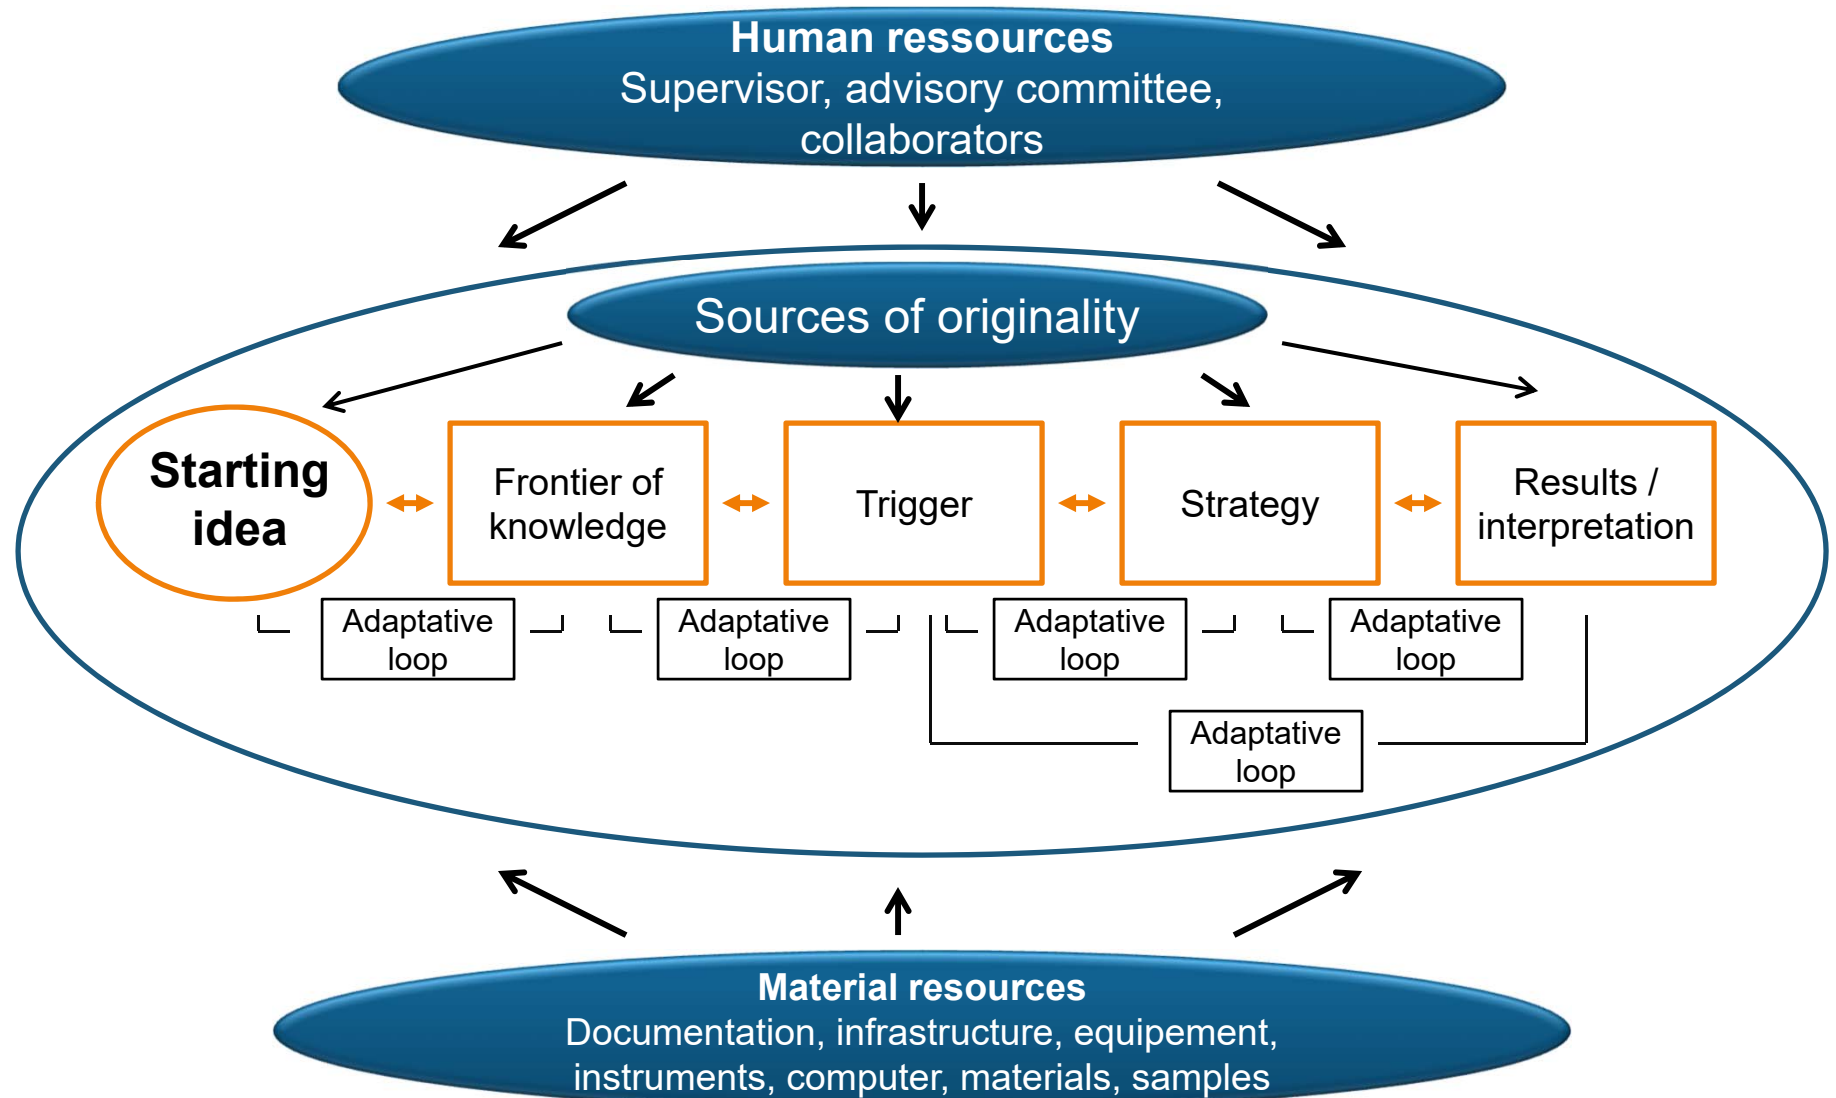 Human ressources
Supervisor, advisory committee,
collaborators
Sources of originality
Starting
idea
Frontier of
knowledge
Trigger
Strategy
Results /
interpretation
Adaptative
loop
Adaptative
loop
Adaptative
loop
Adaptative
loop
Adaptative
loop
Material resources
Documentation, infrastructure, equipement,
instruments, computer, materials, samples